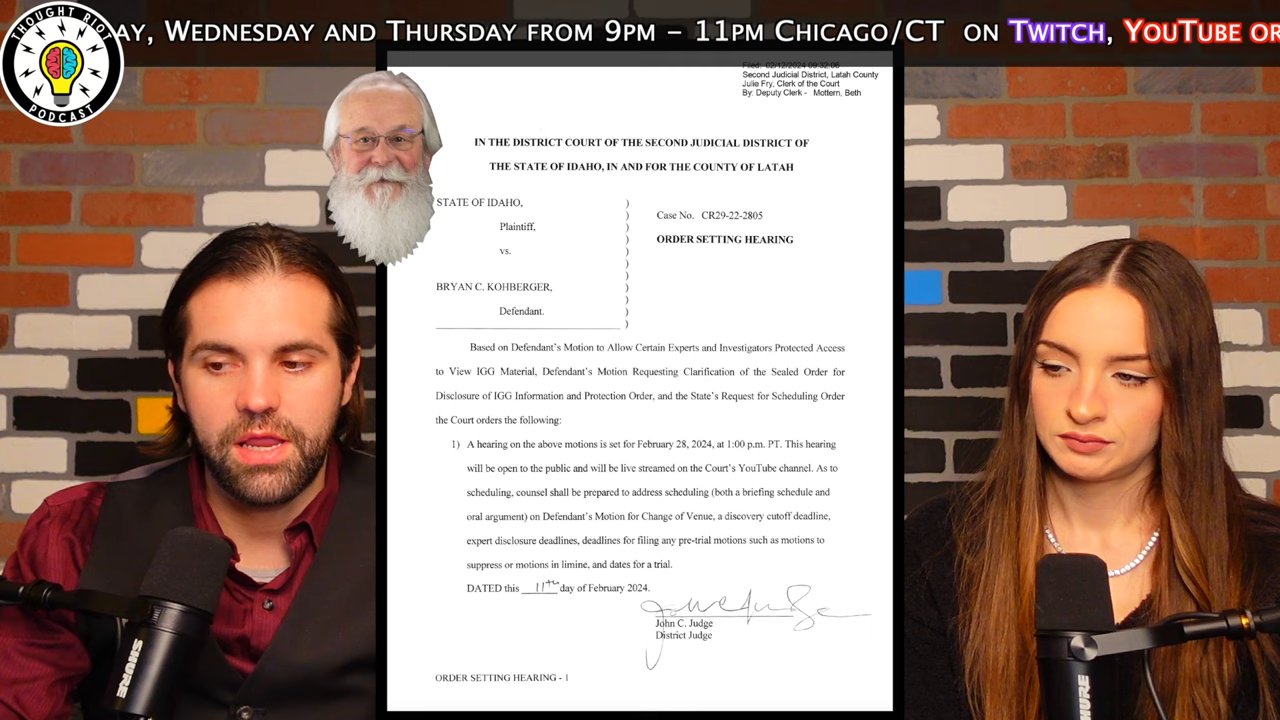 THOUGHT RIOT
PODCAST
AY, WEDNESDAY AND THURSDAY FROM 9PM – 11PM CHICAGO/CT ON TWITCH, YOUTUBE OR
Filed: 02/12/2024 09:32:06
Second Judicial District, Latah County
Julie Fry, Clerk of the Court
By: Deputy Clerk - Mottern, Beth
IN THE DISTRICT COURT OF THE SECOND JUDICIAL DISTRICT OF
THE STATE OF IDAHO, IN AND FOR THE COUNTY OF LATAH
STATE OF IDAHO,
Plaintiff,
vs.
BRYAN C. KOHBERGER,
Defendant.
)
)
)
)
)
)
)
)
)
)
)
Case No. CR29-22-2805
ORDER SETTING HEARING
Based on Defendant's Motion to Allow Certain Experts and Investigators Protected Access
to View IGG Material, Defendant's Motion Requesting Clarification of the Sealed Order for
Disclosure of IGG Information and Protection Order, and the State's Request for Scheduling Order
the Court orders the following:
1) A hearing on the above motions is set for February 28, 2024, at 1:00 p.m. PT. This hearing
will be open to the public and will be live streamed on the Court's YouTube channel. As to
scheduling, counsel shall be prepared to address scheduling (both a briefing schedule and
oral argument) on Defendant's Motion for Change of Venue, a discovery cutoff deadline,
expert disclosure deadlines, deadlines for filing any pre-trial motions such as motions to
suppress or motions in limine, and dates for a trial.
DATED this 11th day of February 2024.
John C. Judge
District Judge
ORDER SETTING HEARING - 1
SHURE
SHURE